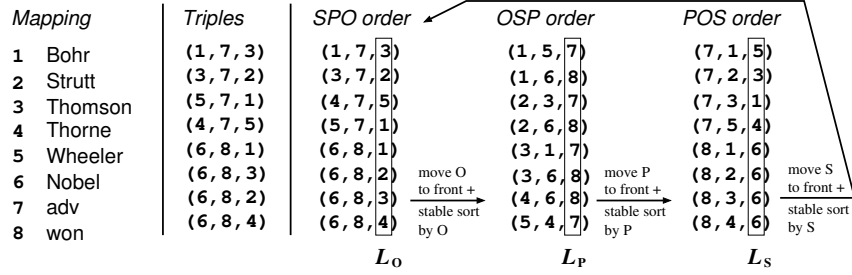 Mapping Triples SPO order OSP order POS order
1 Bohr (1,7,3) (1,7,3) (1,5,7) (7,1,5)
2 Strutt (3,7,2) (3,7,2) (1,6,8) (7,2,3)
3 Thomson (5,7,1) (4,7,5) (2,3,7) (7,3,1)
4 Thorne (4,7,5) (5,7,1) (2,6,8) (7,5,4)
5 Wheeler (6,8,1) (6,8,1) (3,1,7) (8,1,6)
6 Nobel (6,8,3) (6,8,2) (3,6,8) (8,2,6)
7 adv (6,8,2) (6,8,3) (4,6,8) (8,3,6)
8 won (6,8,4) (6,8,4) (5,4,7) (8,4,6)
move O
to front +
stable sort
by O
move P
to front +
stable sort
by P
move S
to front +
stable sort
by S
LO LP LS